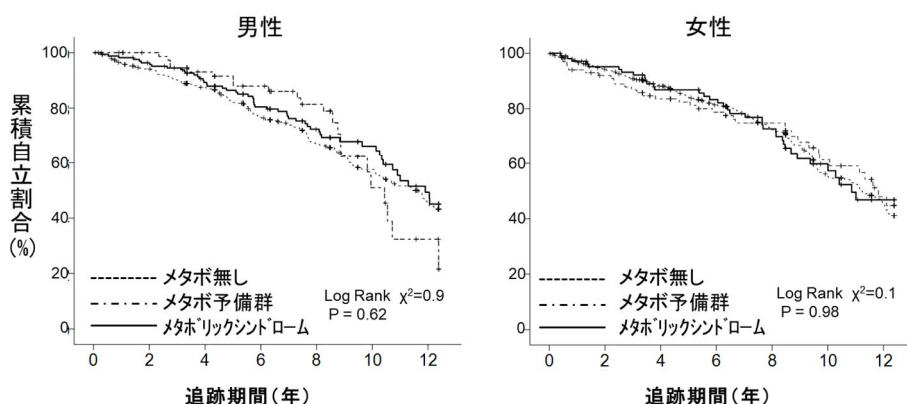 男性
累積自立割合(%)
100
80
60
40
20
0
メタボ無し
メタボ予備群
メタボリックシンドローム
Log Rank χ²=0.9
P = 0.62
0 2 4 6 8 10 12
追跡期間(年)
女性
100
80
60
40
20
0
メタボ無し
メタボ予備群
メタボリックシンドローム
Log Rank χ²=0.1
P = 0.98
0 2 4 6 8 10 12
追跡期間(年)